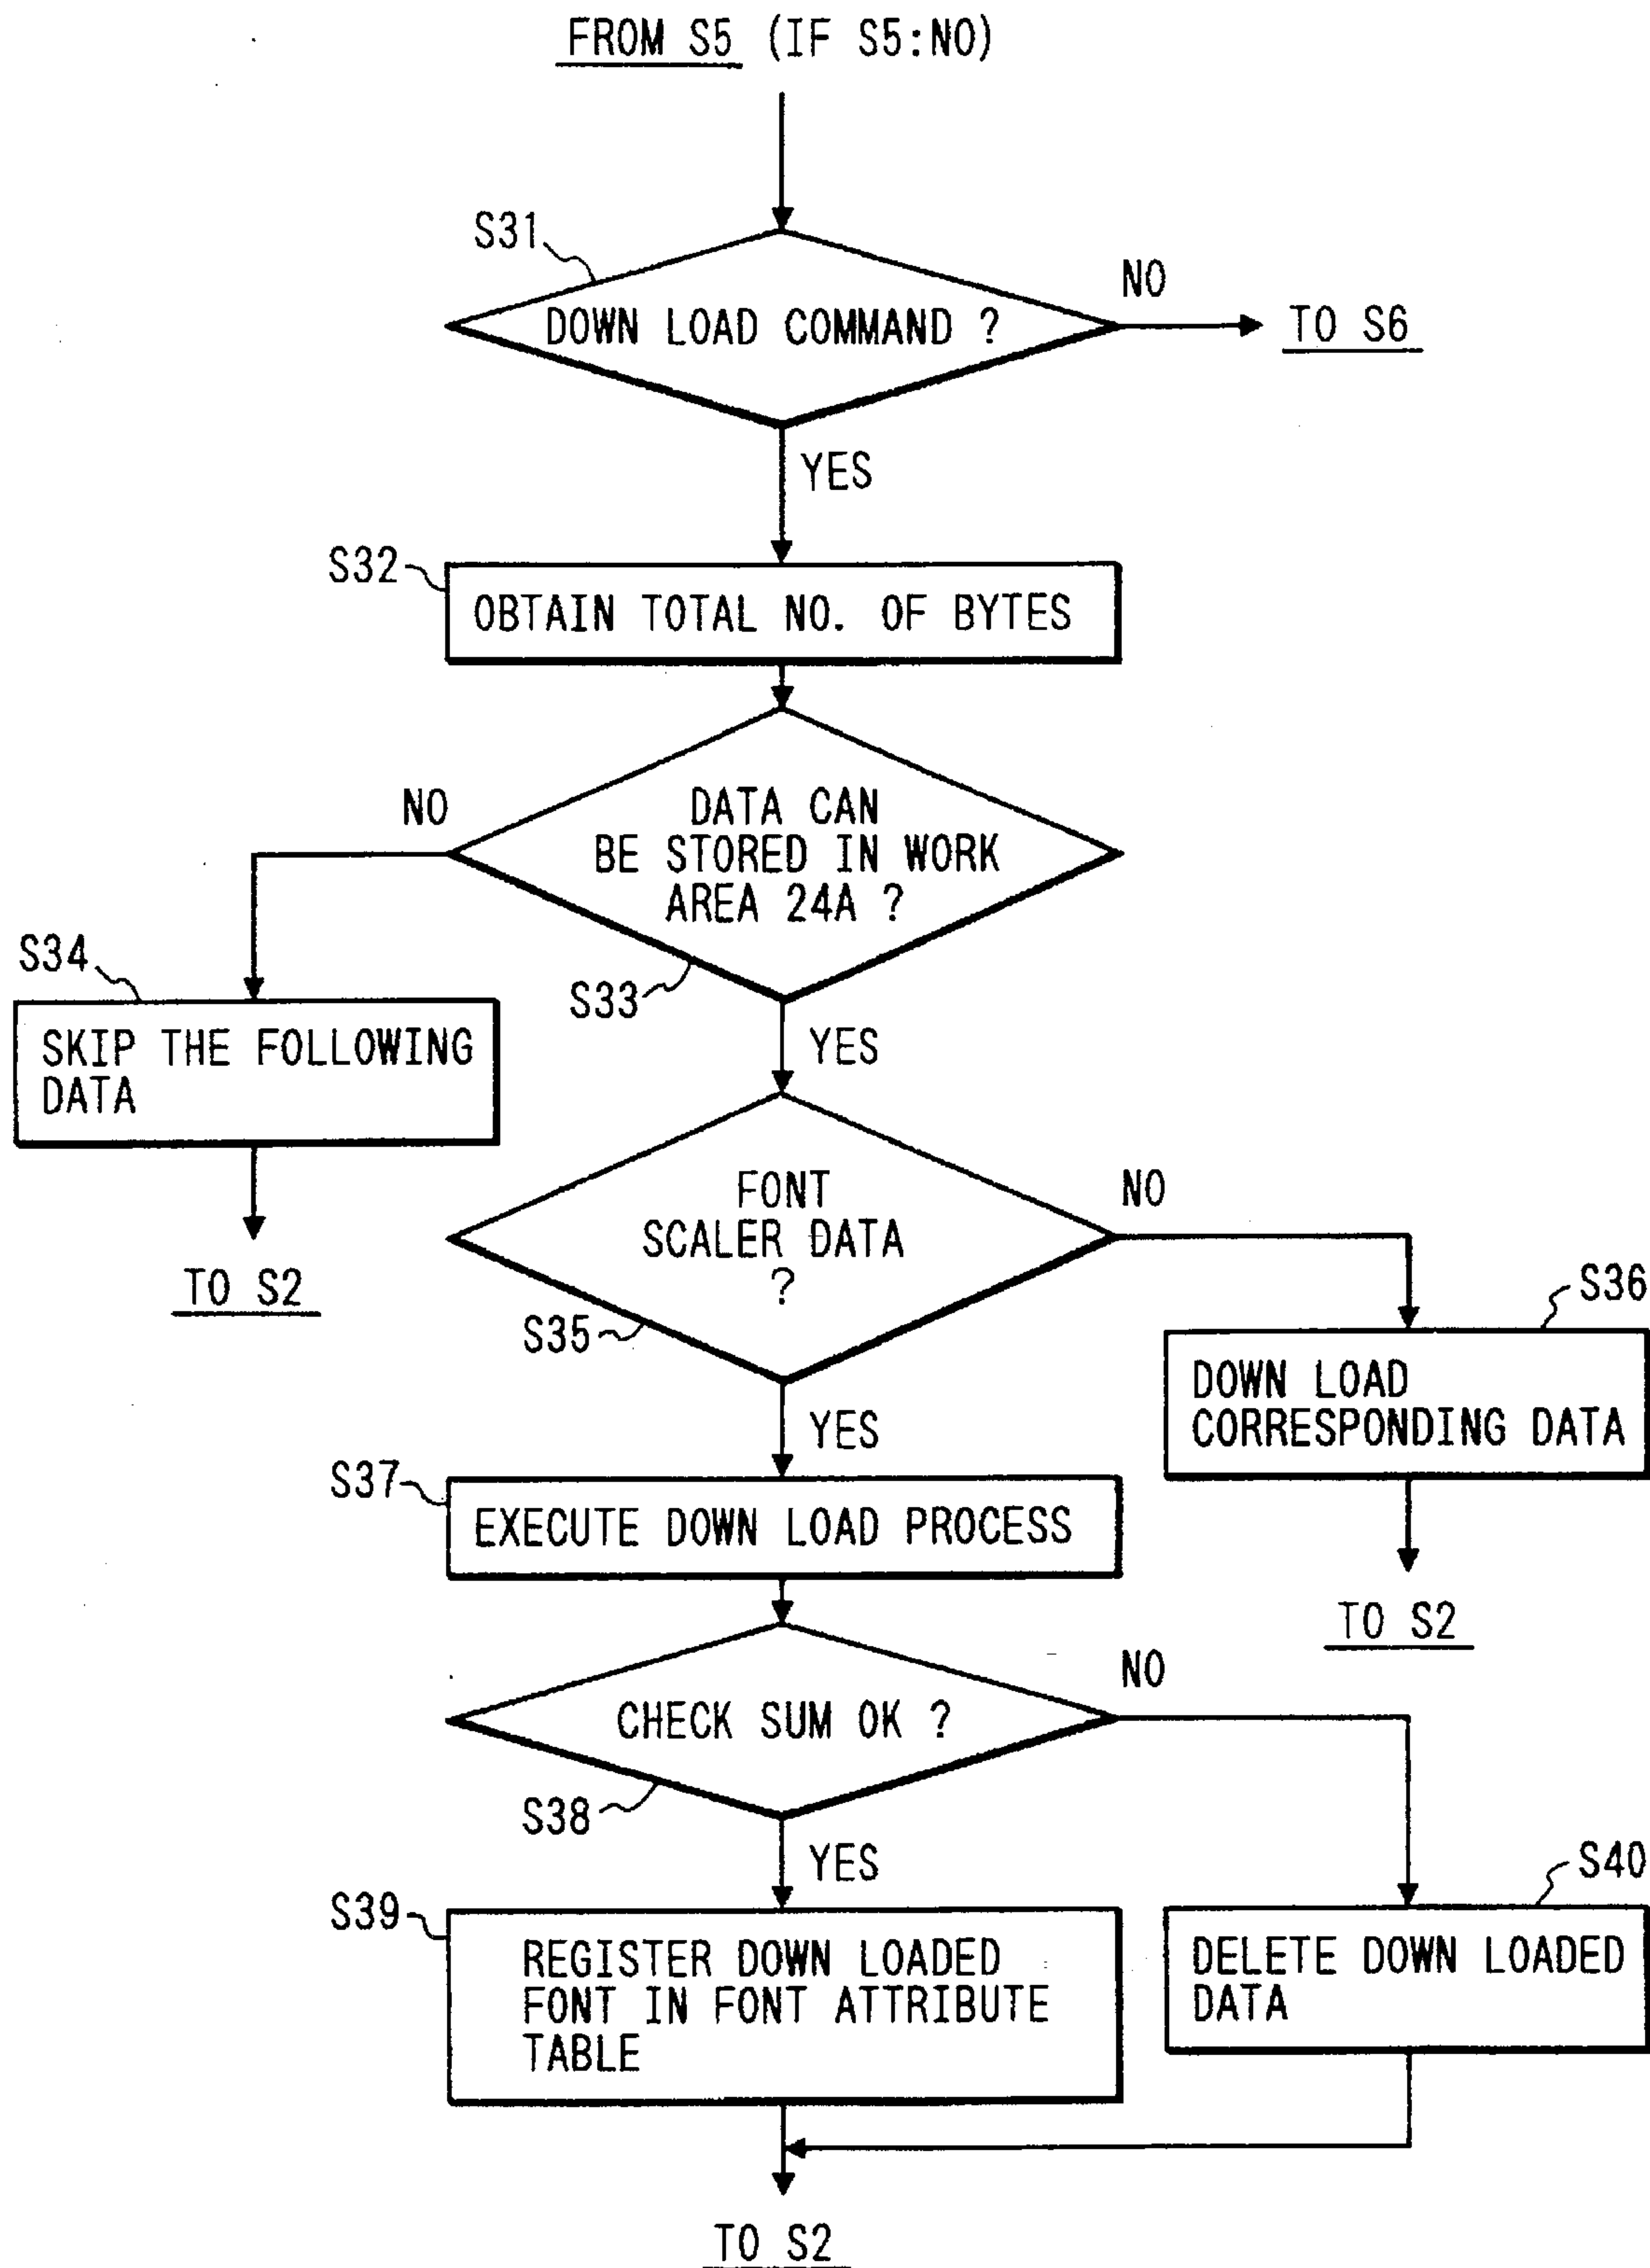 FROM S5 (IF S5:NO)
S31
NO
DOWN LOAD COMMAND ?
TO S6
YES
S32
OBTAIN TOTAL NO. OF BYTES
NO
DATA CAN
BE STORED IN WORK
AREA 24A ?
S34
S33
SKIP THE FOLLOWING
DATA
YES
FONT
SCALER DATA
?
NO
TO S2
S36
S35
DOWN LOAD
CORRESPONDING DATA
YES
S37
EXECUTE DOWN LOAD PROCESS
TO S2
NO
CHECK SUM OK ?
S38
YES
S40
S39
REGISTER DOWN LOADED
FONT IN FONT ATTRIBUTE
TABLE
DELETE DOWN LOADED
DATA
TO S2